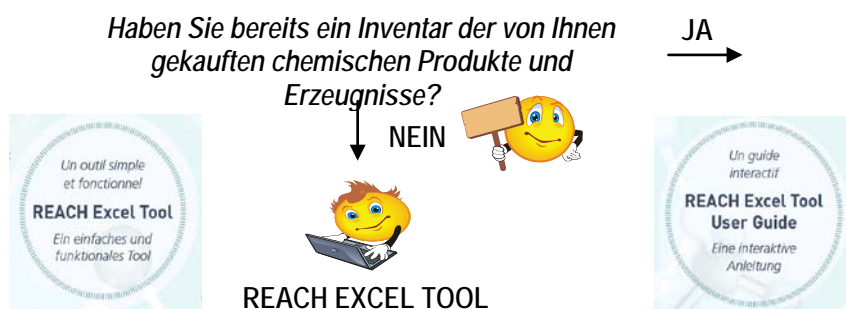 Haben Sie bereits ein Inventar der von Ihnen
gekauften chemischen Produkte und
Erzeugnisse?
JA
NEIN
Un outil simple
et fonctionnel
REACH Excel Tool
Ein einfaches und
funktionales Tool
Un guide
interactif
REACH Excel Tool
User Guide
Eine interaktive
Anleitung
REACH EXCEL TOOL